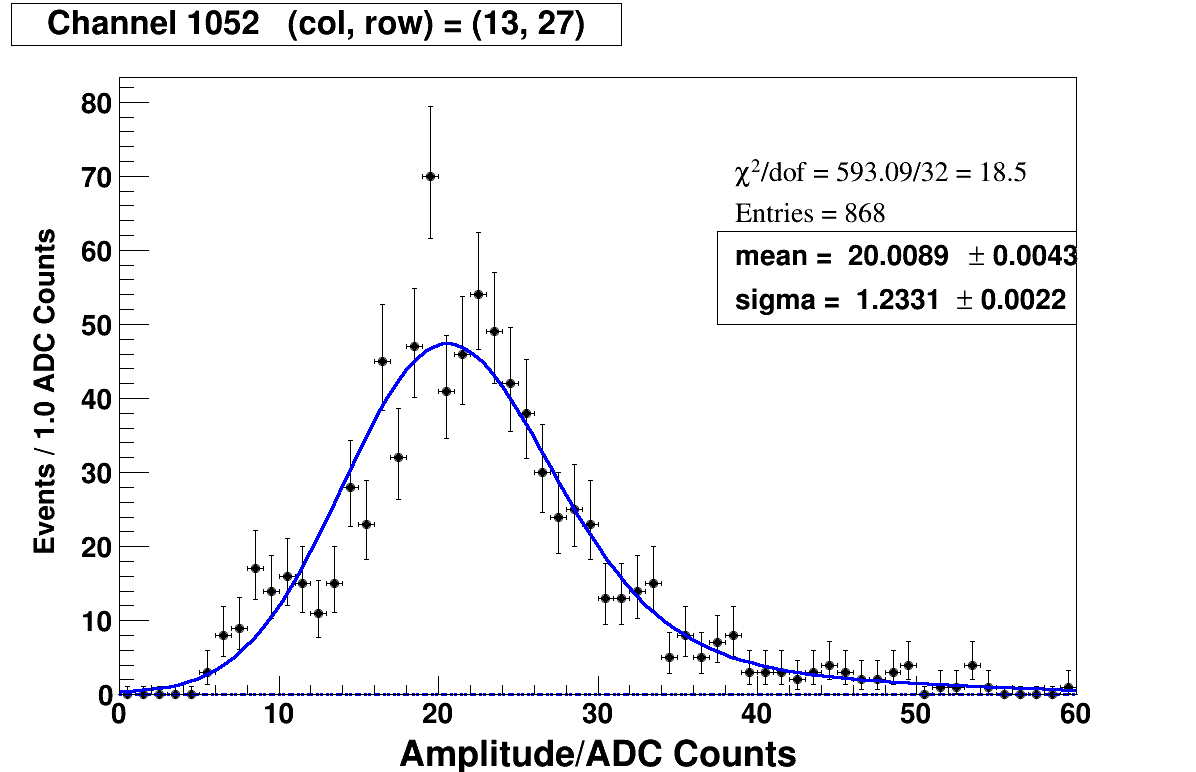 Channel 1052 (col, row) = (13, 27)
80
70
60
50
40
30
20
10
0
Events / 1.0 ADC Counts
χ²/dof = 593.09/32 = 18.5
Entries = 868
mean = 20.0089 ± 0.0043
sigma = 1.2331 ± 0.0022
0 10 20 30 40 50 60
Amplitude/ADC Counts